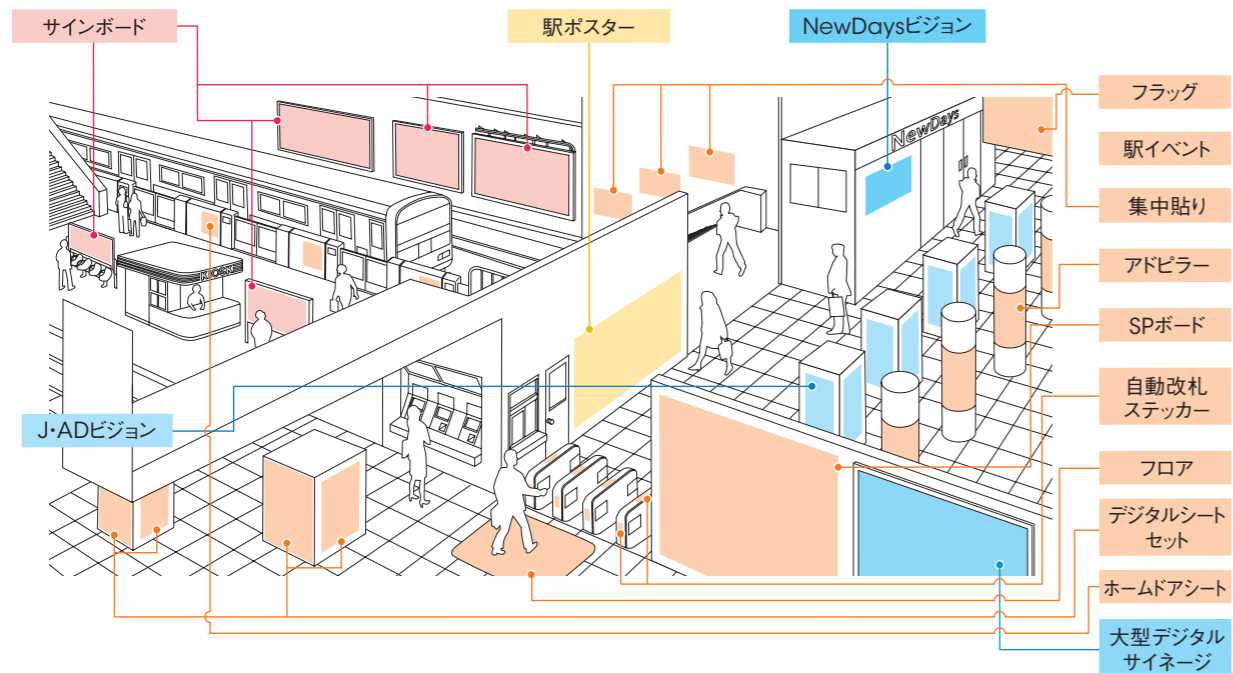 サインボード
駅ポスター
NewDaysビジョン
フラッグ
駅イベント
集中貼り
アドピラー
SPボード
自動改札
ステッカー
フロア
デジタルシート
セット
ホームドアシート
大型デジタル
サイネージ
J・ADビジョン
NewDays
KIOSK